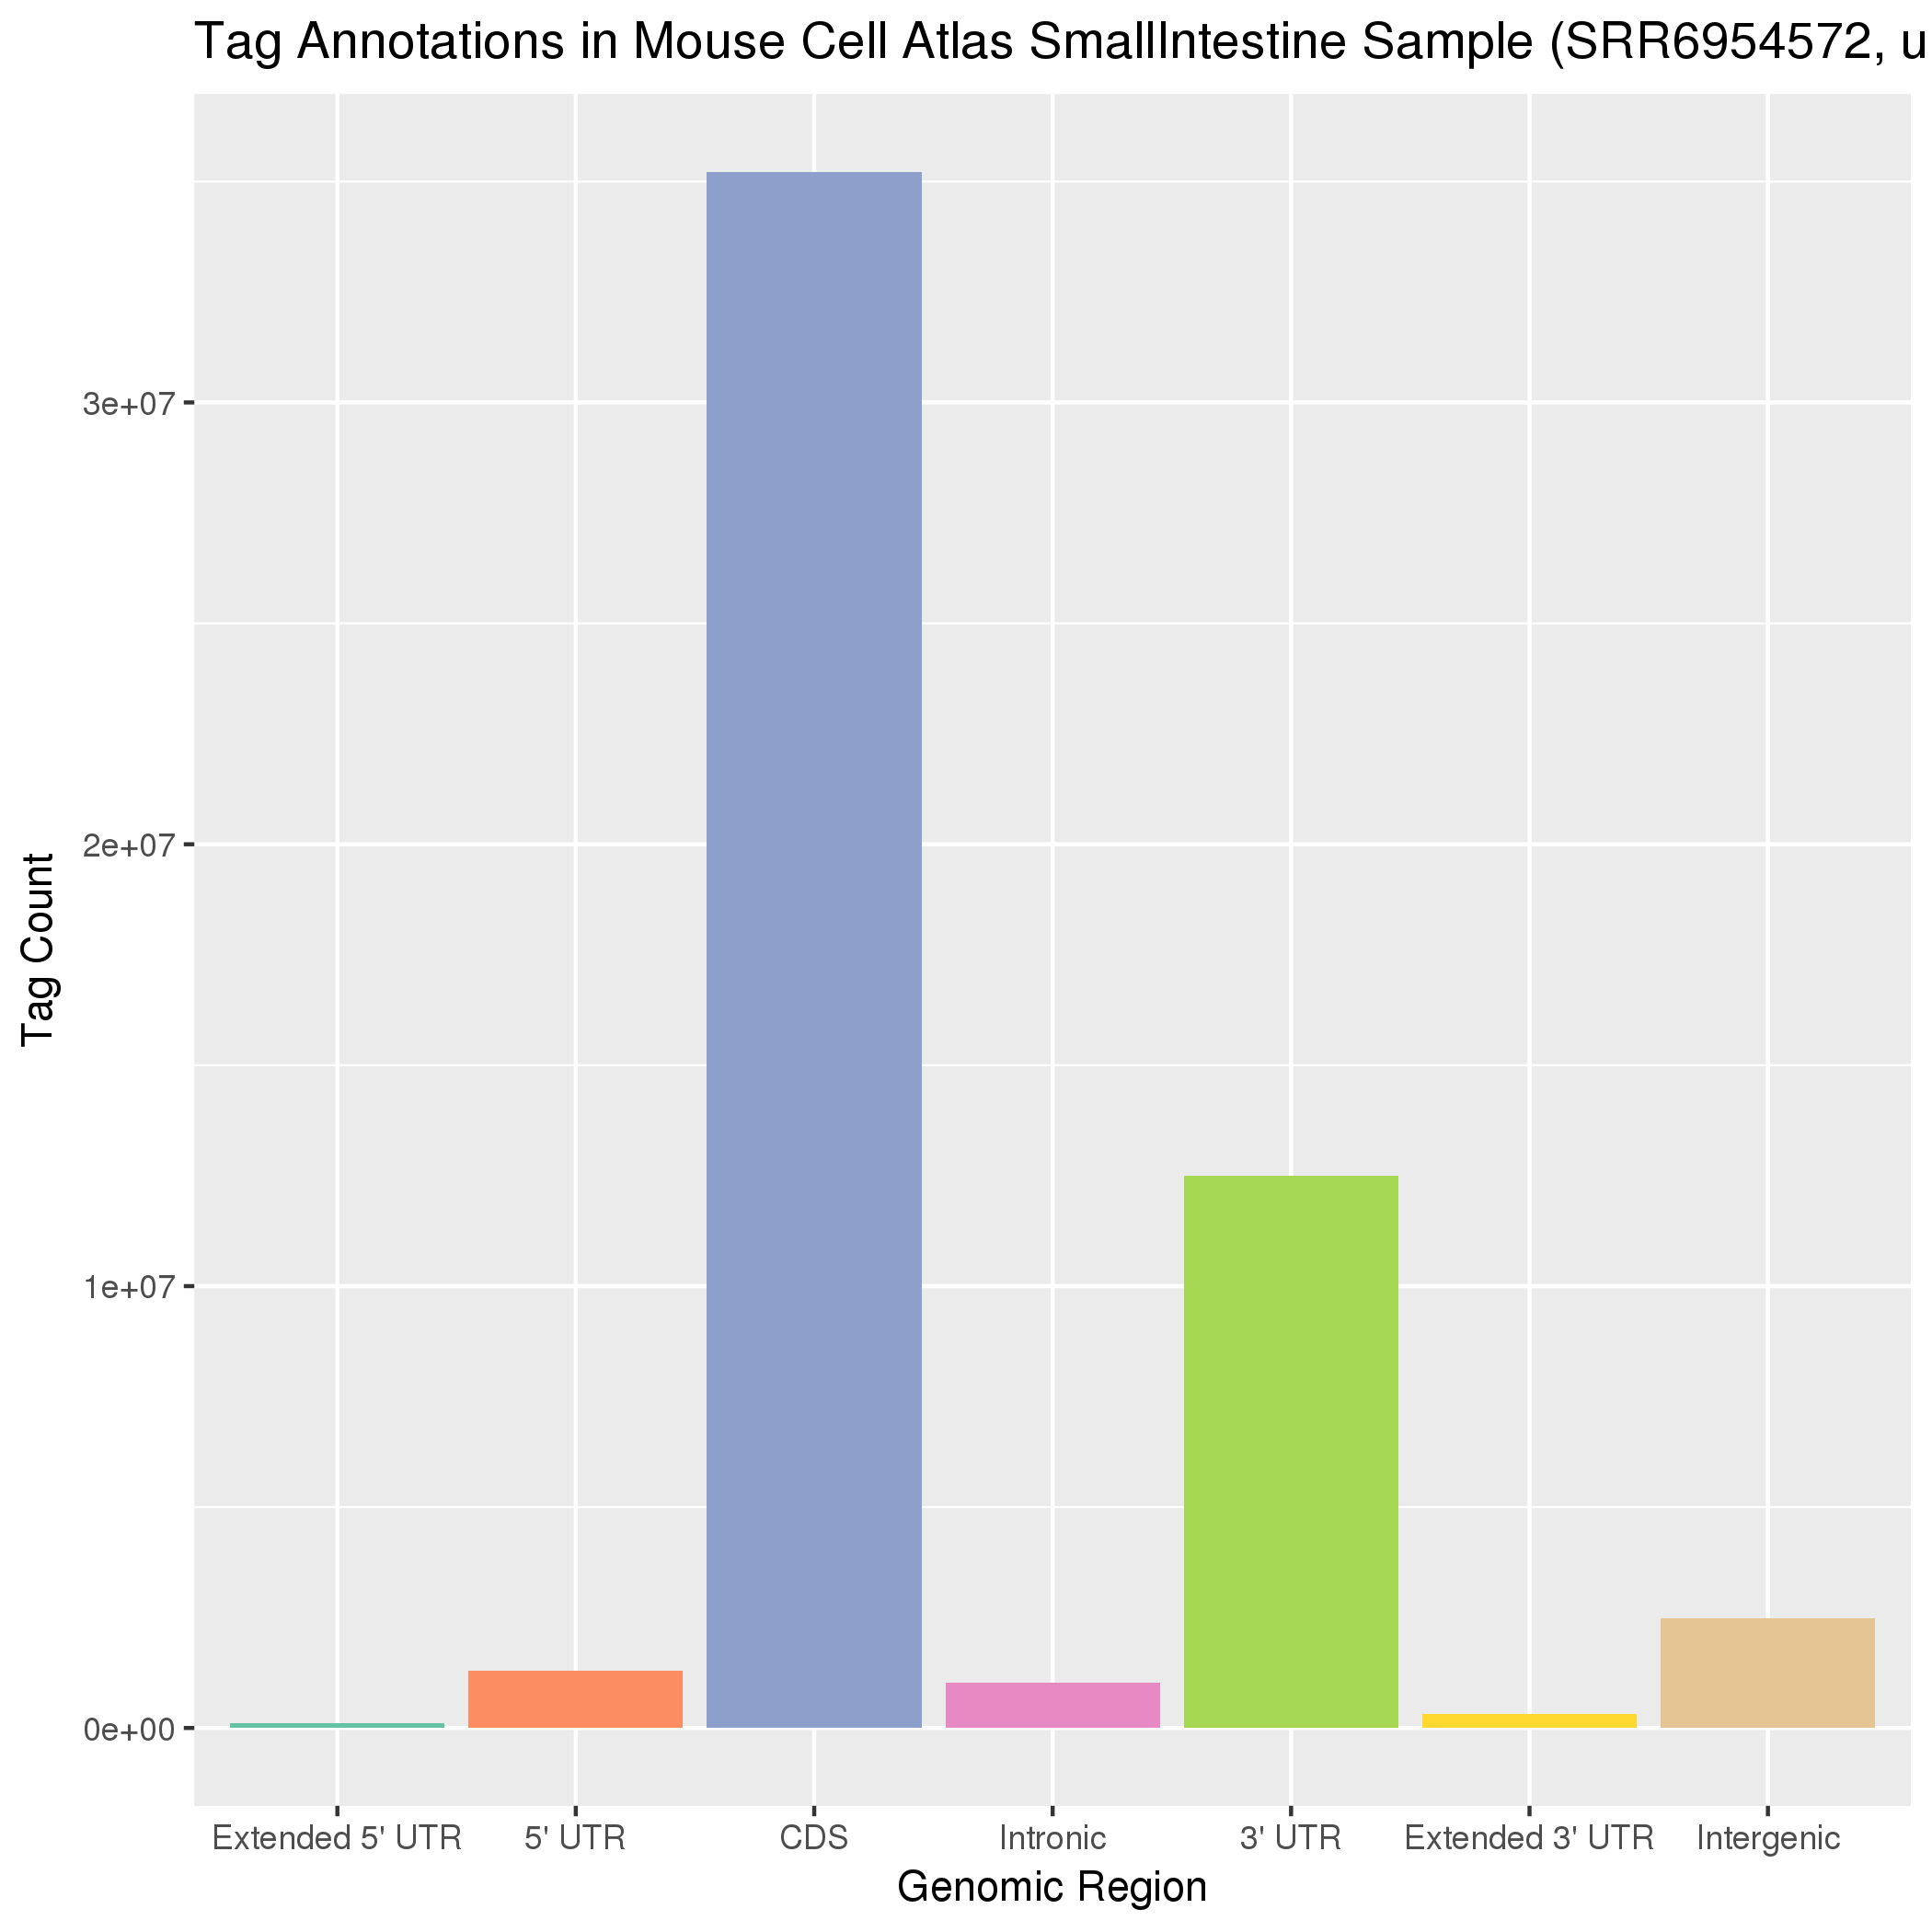 Tag Annotations in Mouse Cell Atlas SmallIntestine Sample (SRR6954572, u
3e+07
2e+07
1e+07
0e+00
Tag Count
Extended 5' UTR
5' UTR
CDS
Intronic
3' UTR
Extended 3' UTR
Intergenic
Genomic Region